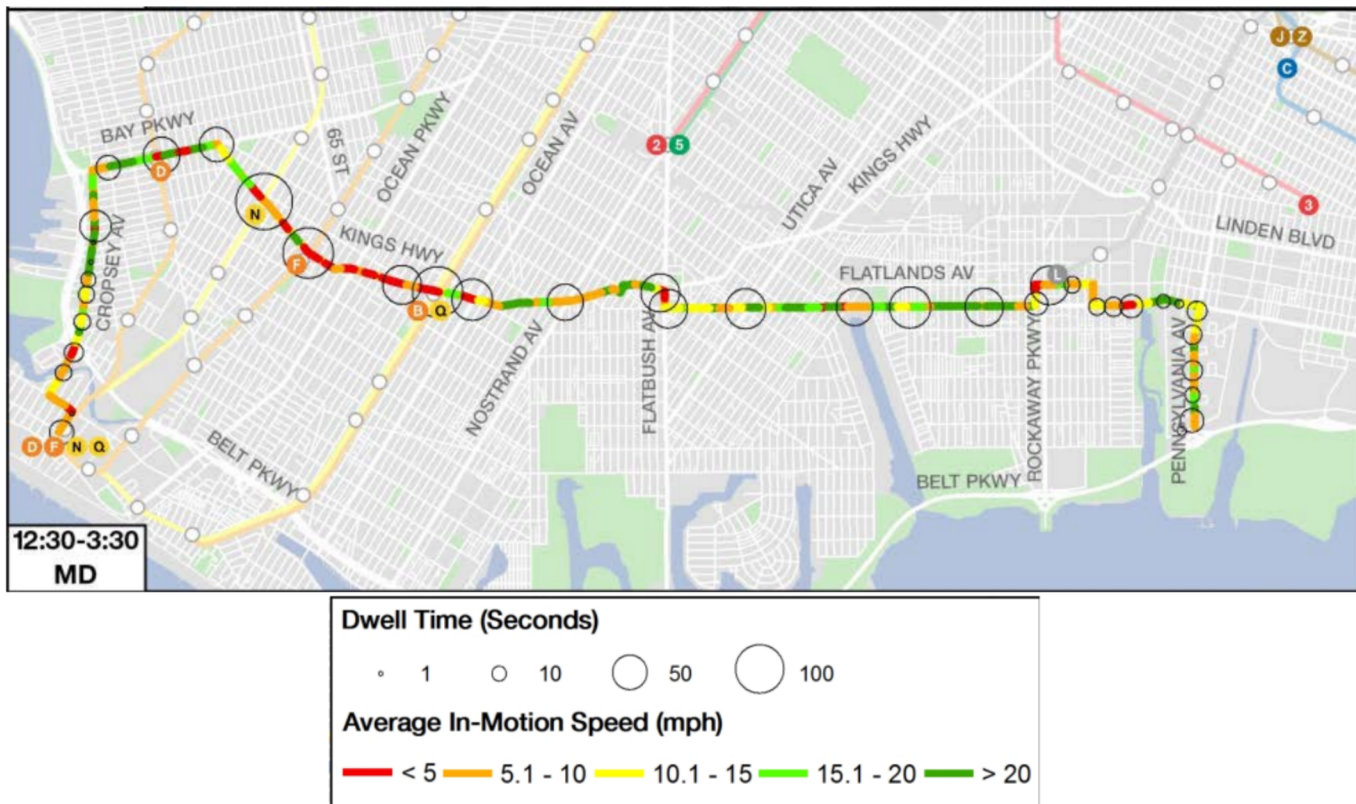 J Z
C
BAY PKWY
65 ST
OCEAN PKWY
OCEAN AV
2 5
UTICA AV
KINGS HWY
D
3
N
LINDEN BLVD
CROPSEY AV
KINGS HWY
F
FLATLANDS AV
L
B Q
NOSTRAND AV
FLATBUSH AV
ROCKAWAY PKWY
PENNSYLVANIA AV
D F N Q
BELT PKWY
BELT PKWY
12:30-3:30
MD
Dwell Time (Seconds)
1 10 50 100
Average In-Motion Speed (mph)
< 5 5.1 - 10 10.1 - 15 15.1 - 20 > 20